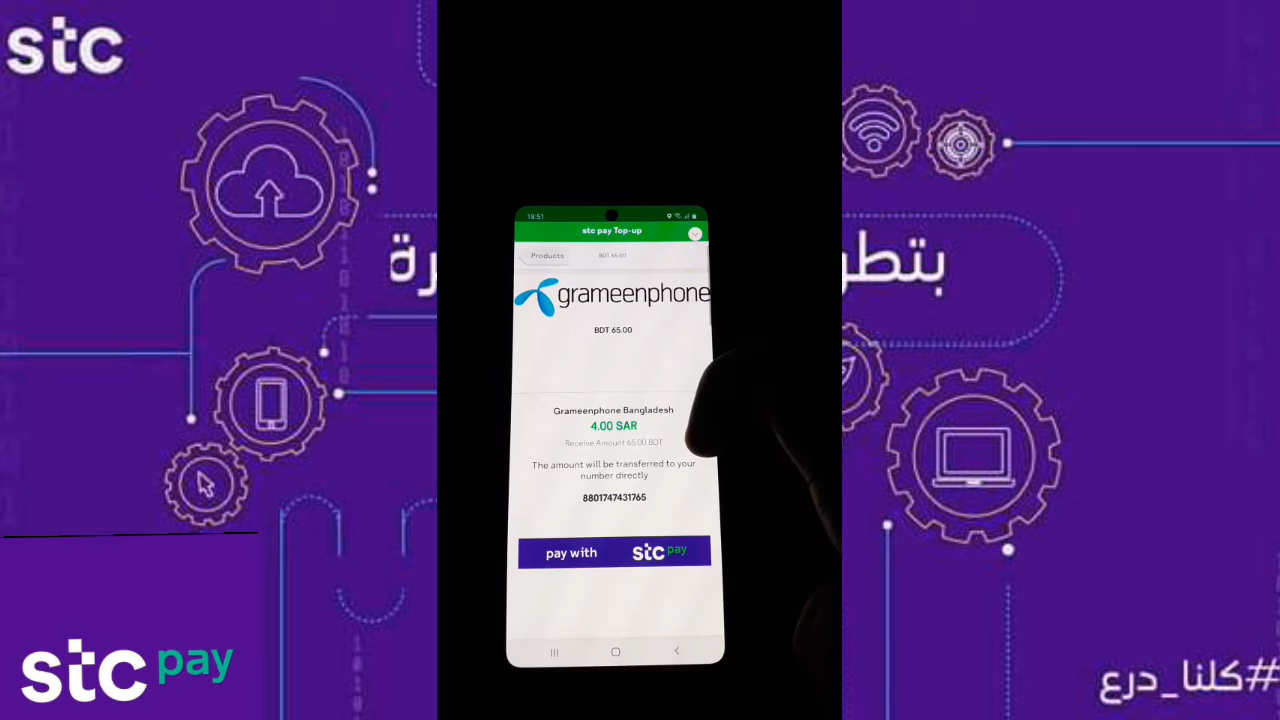 stc
بتطو
رة
18:51
stc pay Top-up
Products
BDT 65.00
grameenphone
BDT 65.00
Grameenphone Bangladesh
4.00 SAR
Receive Amount 65.00 BDT
The amount will be transferred to your
number directly
8801747431765
pay with stc pay
stc pay
#كلنا_درع